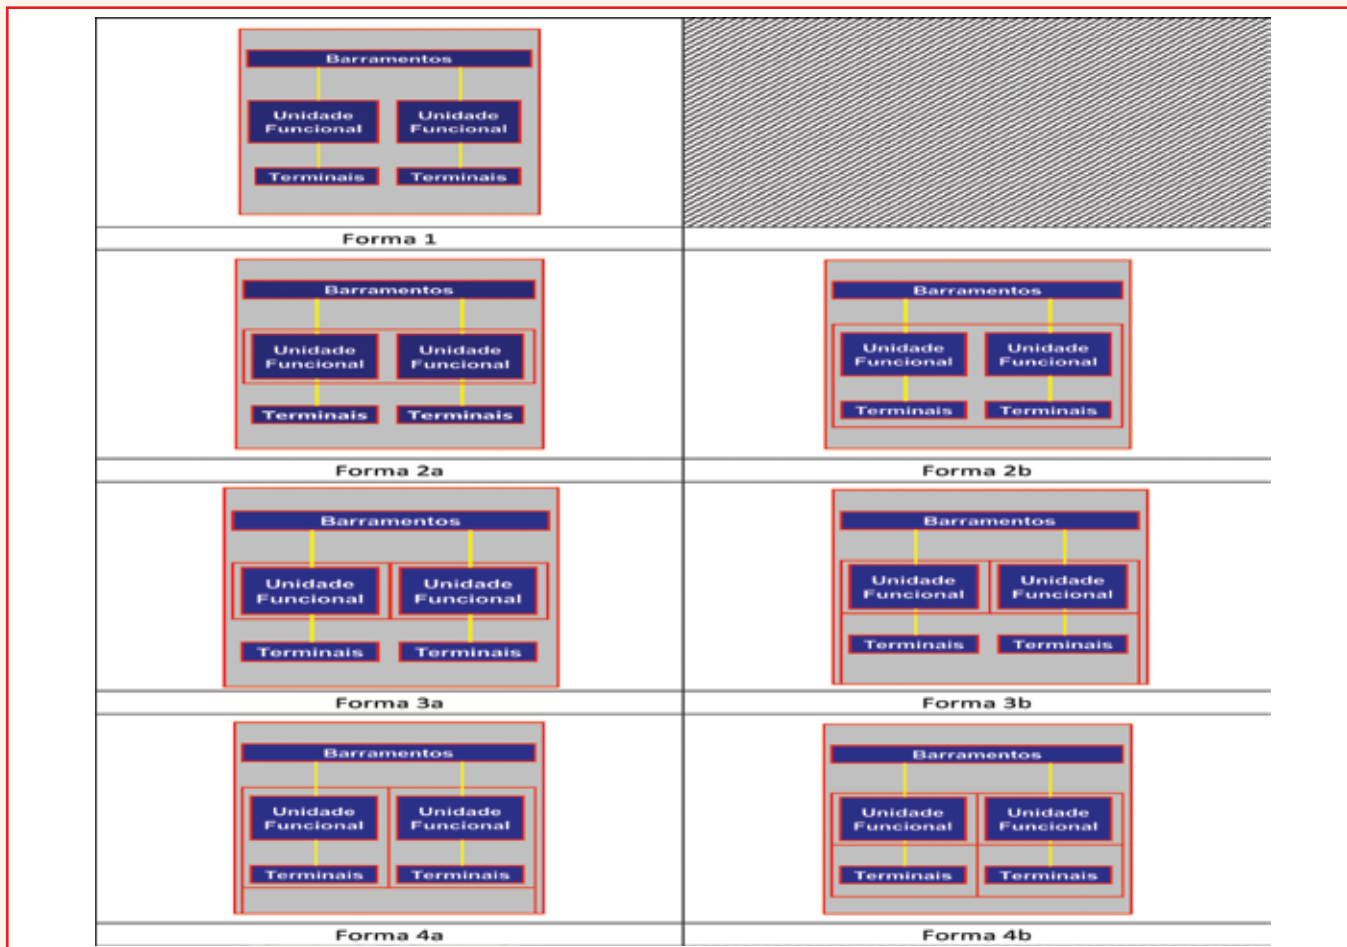 Barramentos
Unidade Funcional
Unidade Funcional
Terminais
Terminais
Forma 1
Barramentos
Unidade Funcional
Unidade Funcional
Terminais
Terminais
Forma 2a
Barramentos
Unidade Funcional
Unidade Funcional
Terminais
Terminais
Forma 2b
Barramentos
Unidade Funcional
Unidade Funcional
Terminais
Terminais
Forma 3a
Barramentos
Unidade Funcional
Unidade Funcional
Terminais
Terminais
Forma 3b
Barramentos
Unidade Funcional
Unidade Funcional
Terminais
Terminais
Forma 4a
Barramentos
Unidade Funcional
Unidade Funcional
Terminais
Terminais
Forma 4b